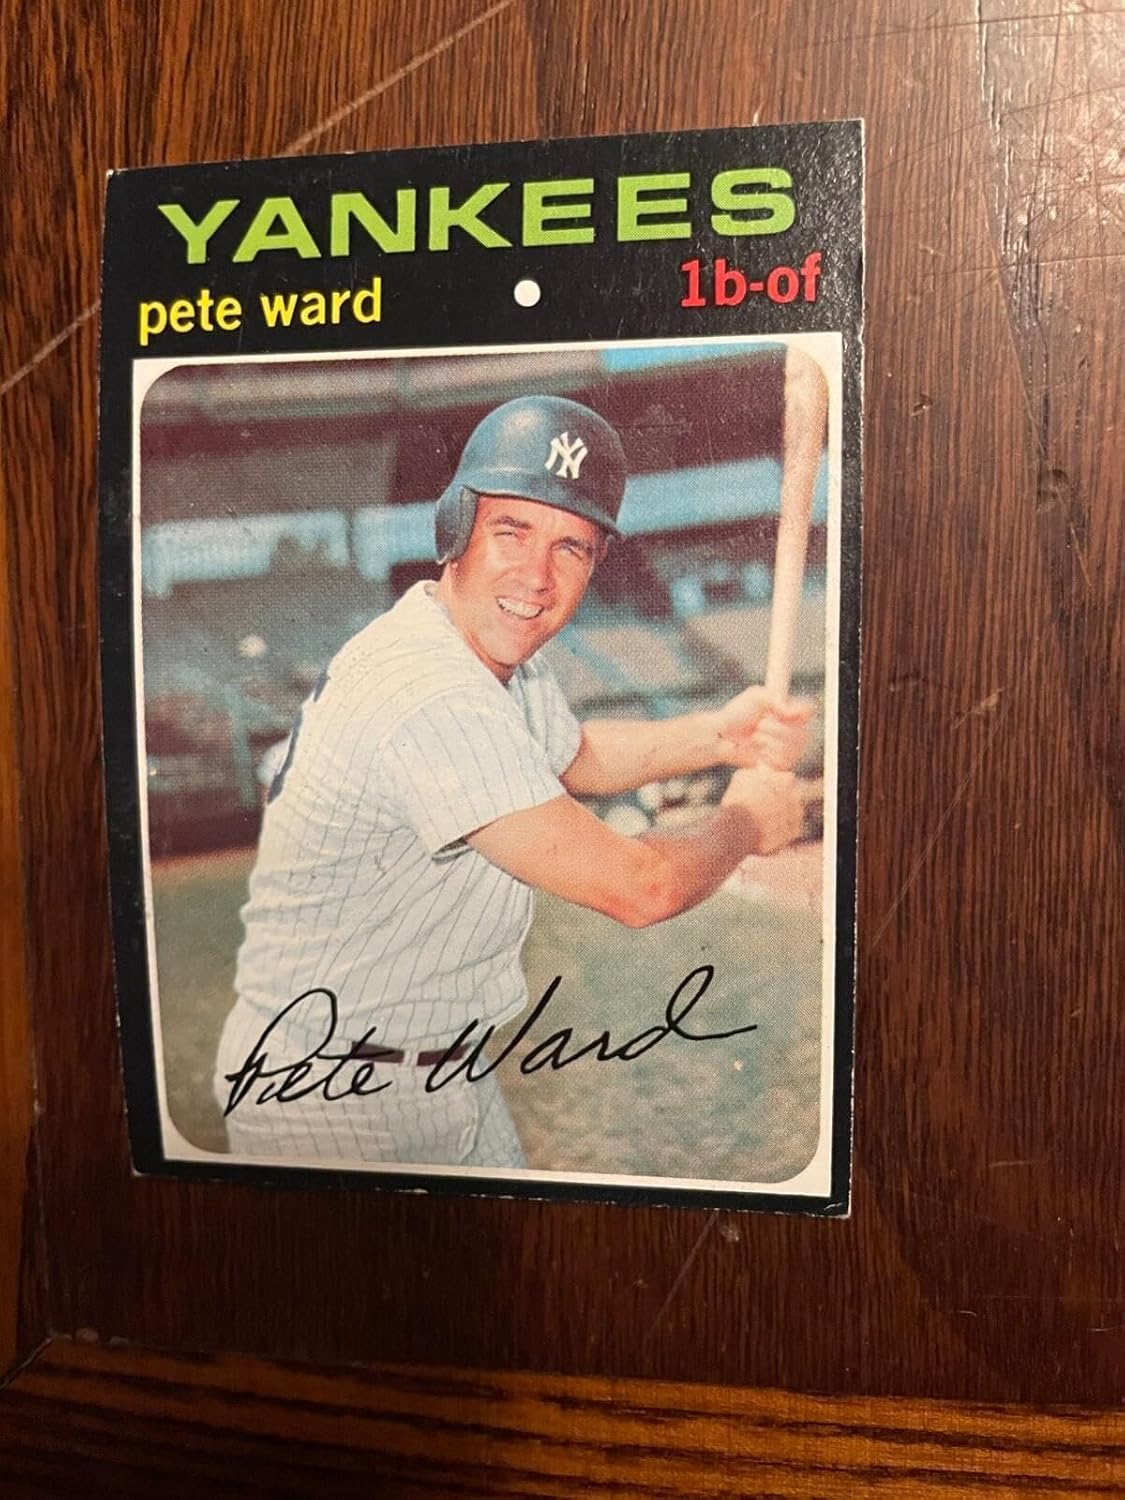 YANKEES
pete ward • 1b-of
NY
Pete Ward